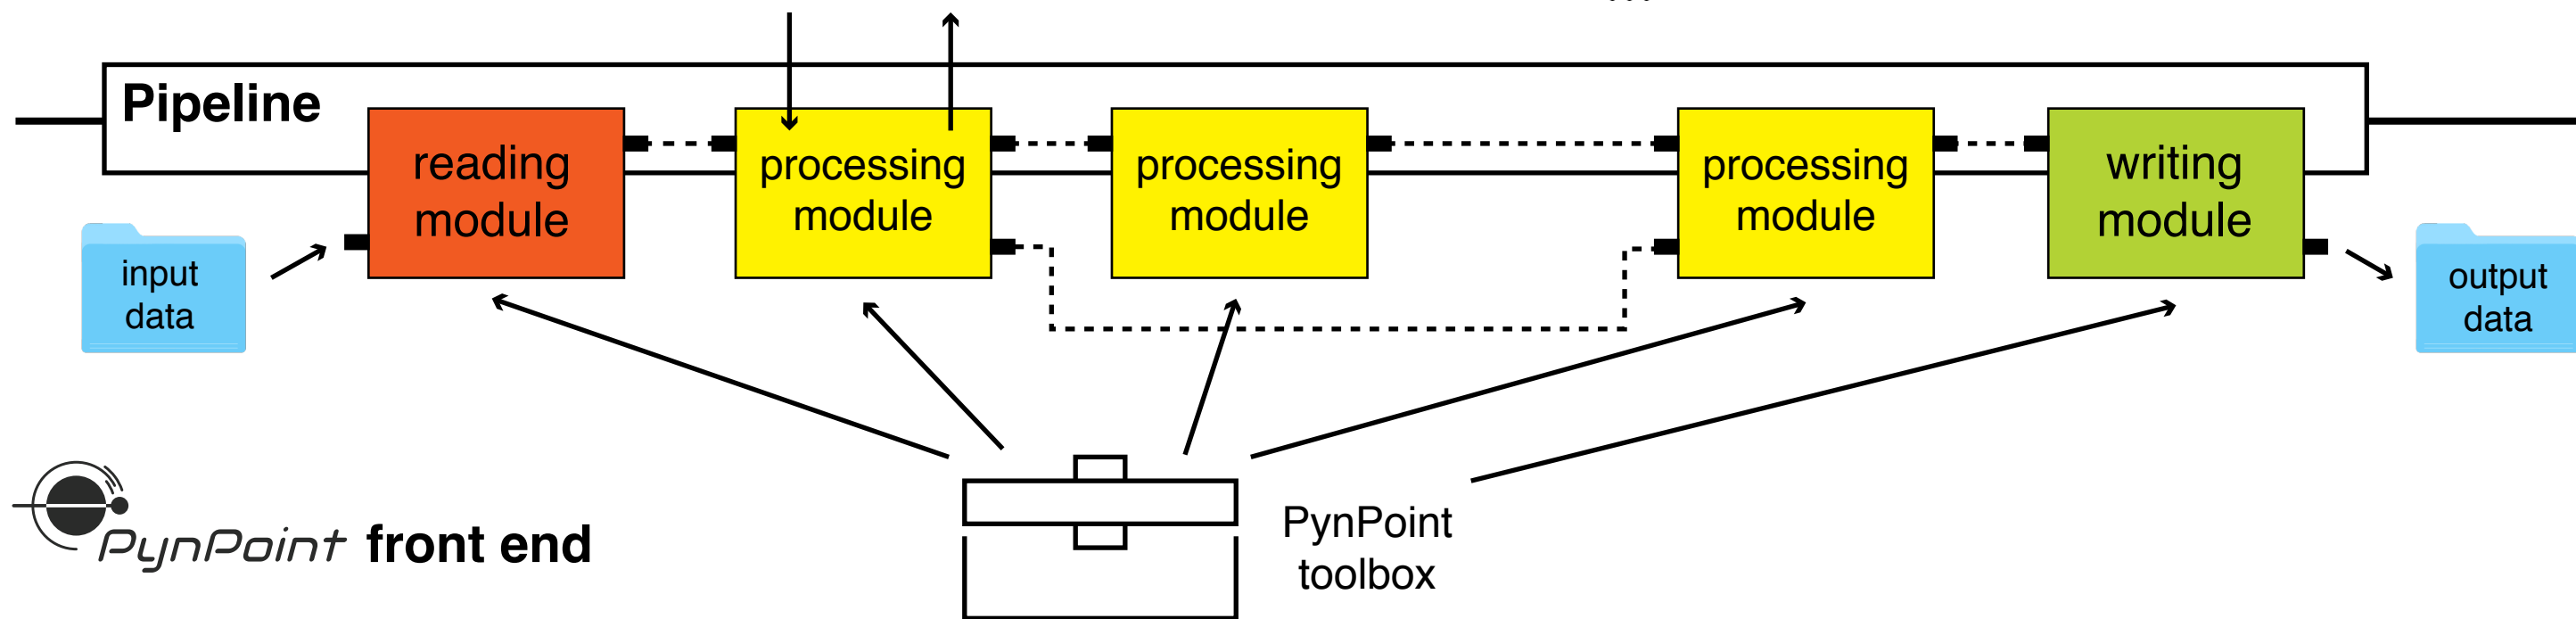 Pipeline
reading
module
processing
module
processing
module
processing
module
writing
module
input
data
output
data
PynPoint front end
PynPoint
toolbox